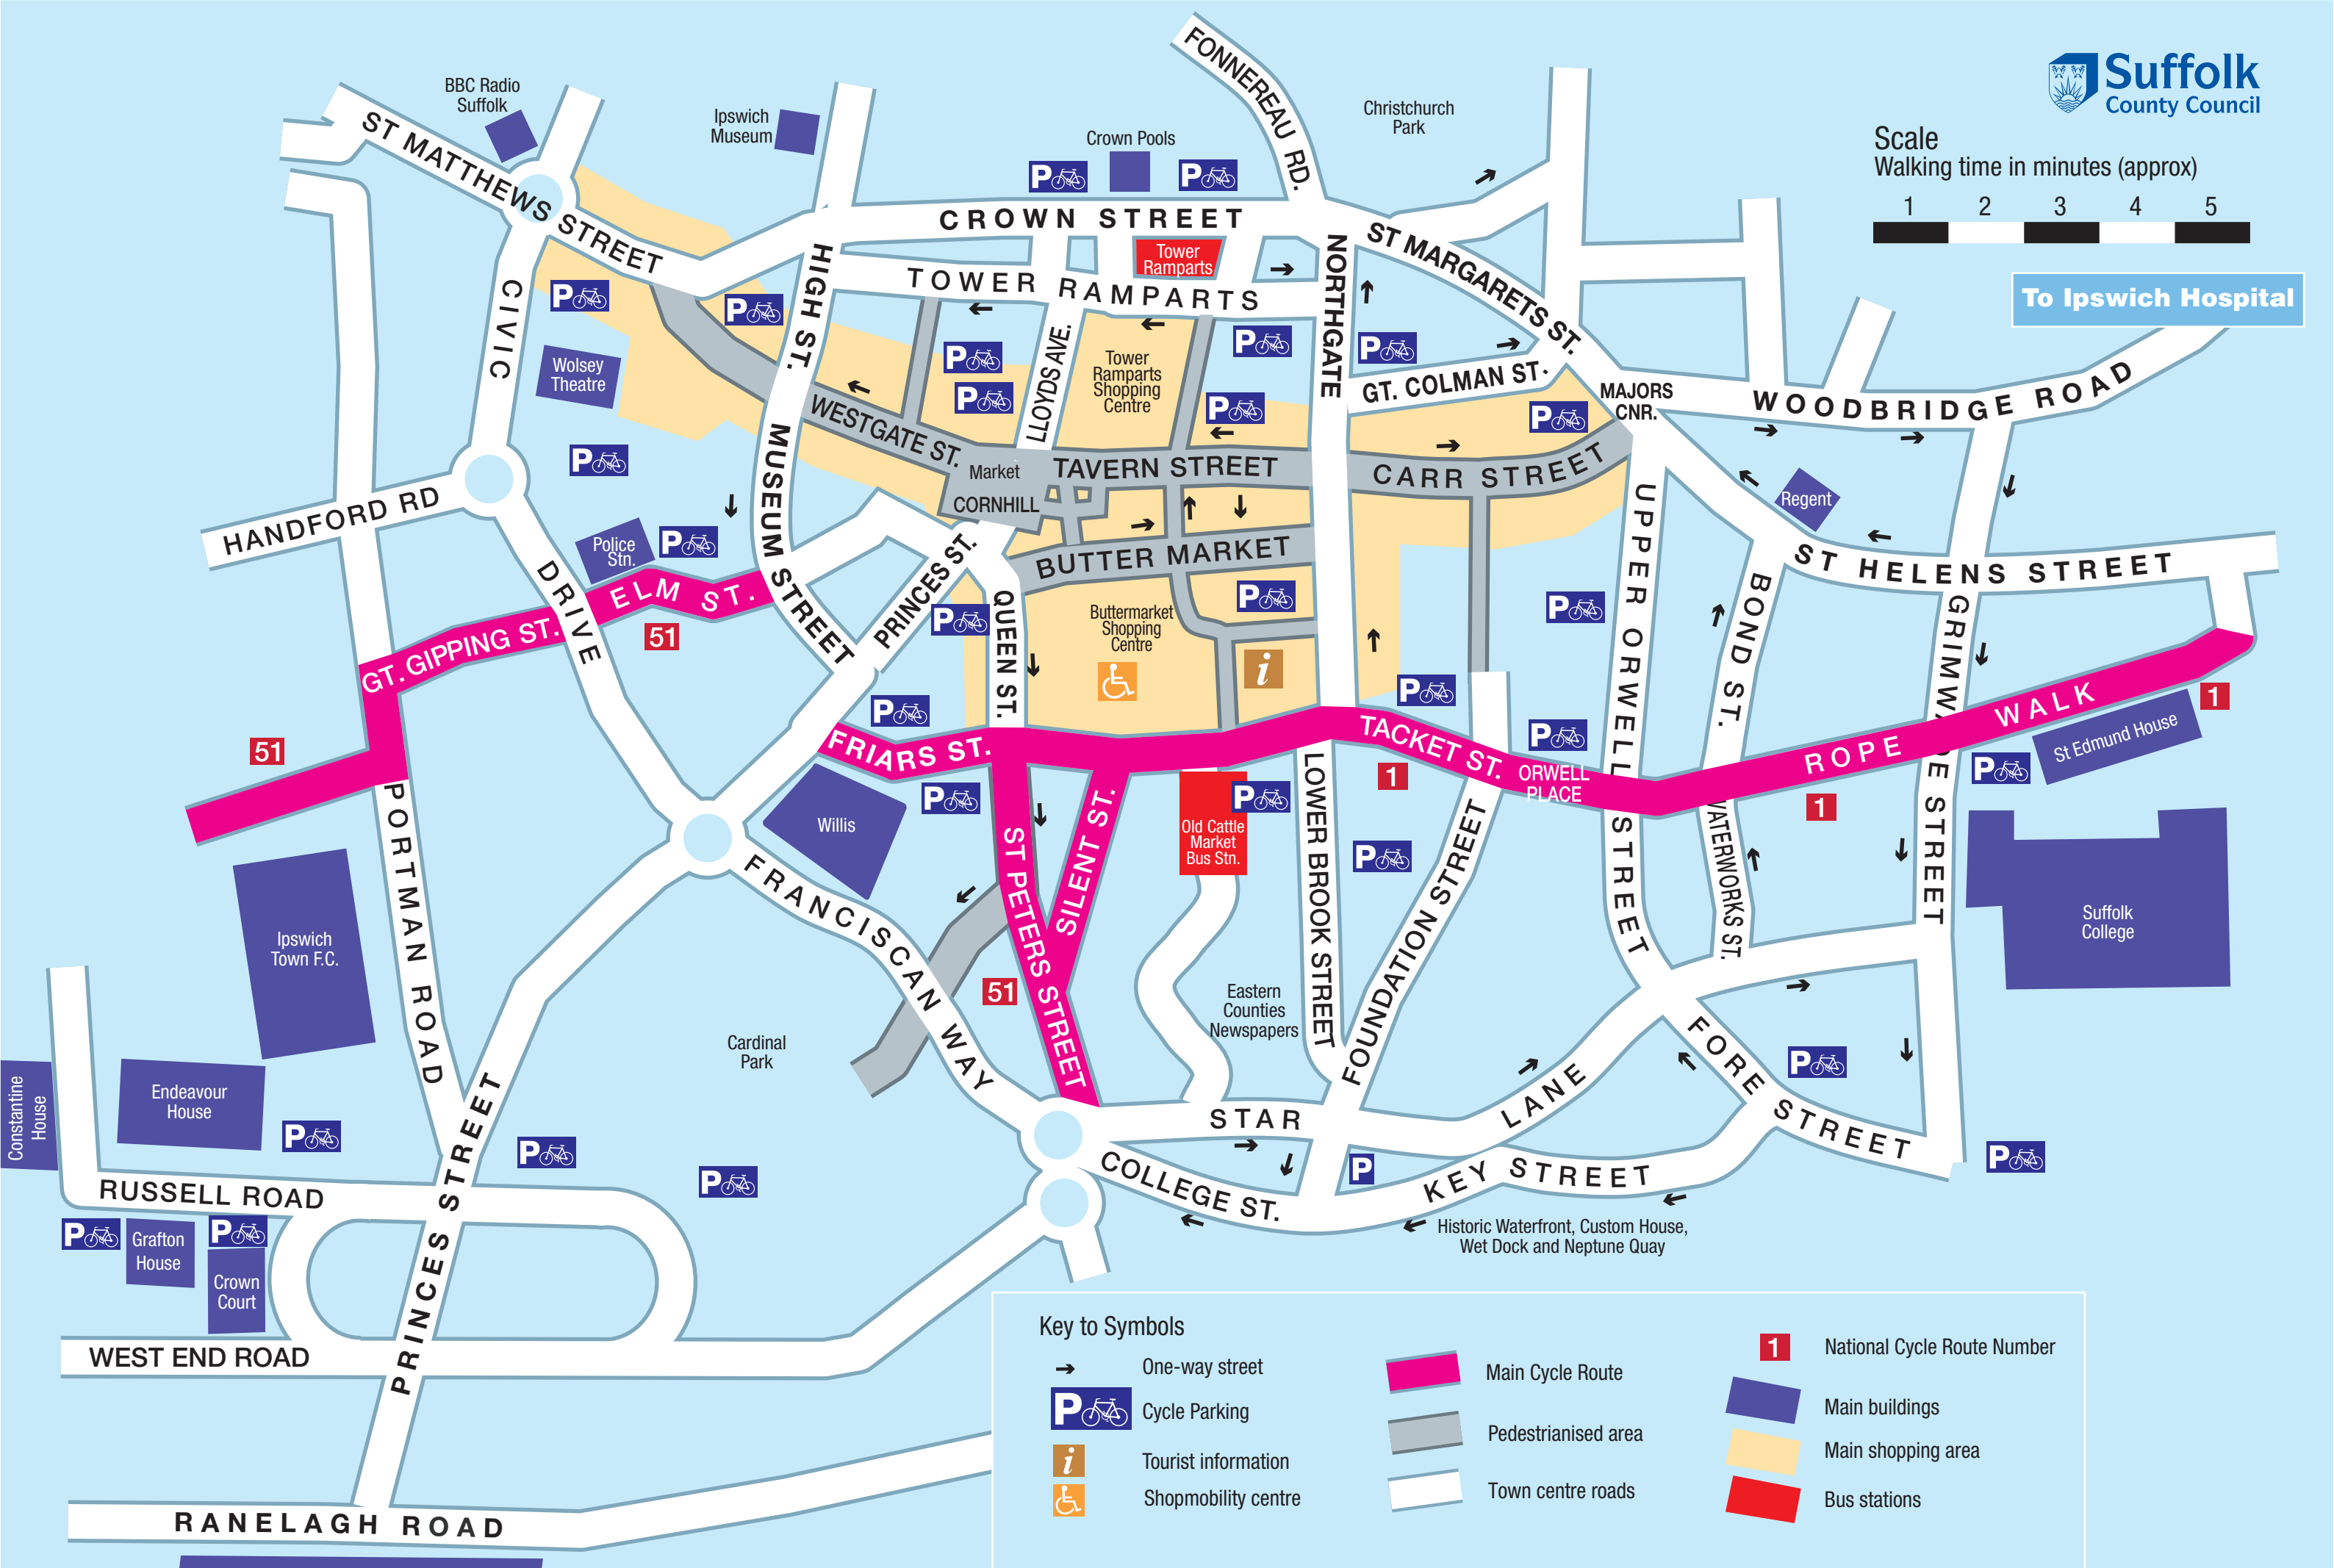 Suffolk
County Council
Scale
Walking time in minutes (approx)
1 2 3 4 5
To Ipswich Hospital
FONNEREAU RD.
Christchurch
Park
BBC Radio
Suffolk
Ipswich
Museum
Crown Pools
P
P
ST MATTHEWS STREET
CROWN STREET
Tower
Ramparts
TOWER RAMPARTS
NORTHGATE
ST MARGARETS ST.
HIGH ST.
CIVIC
DRIVE
P
P
P
P
P
P
P
P
Wolsey
Theatre
LLOYDS AVE.
Tower
Ramparts
Shopping
Centre
GT. COLMAN ST.
MAJORS
CNR.
WOODBRIDGE ROAD
WESTGATE ST.
Market
CORNHILL
TAVERN STREET
CARR STREET
Regent
P
HANDFORD RD
MUSEUM STREET
Police
Stn.
P
ELM ST.
51
GT. GIPPING ST.
51
PRINCES ST.
BUTTER MARKET
P
P
QUEEN ST.
Buttermarket
Shopping
Centre
i
P
UPPER ORWELL STREET
BOND ST.
ST HELENS STREET
GRIMWADE STREET
P
P
P
FRIARS ST.
TACKET ST.
1
ORWELL
PLACE
ROPE WALK
1
1
St Edmund House
P
PORTMAN ROAD
Willis
P
ST PETERS STREET
SILENT ST.
51
Old Cattle
Market
Bus Stn.
P
LOWER BROOK STREET
P
FOUNDATION STREET
WATERWORKS ST.
Suffolk
College
FRANCISCAN WAY
Ipswich
Town F.C.
Cardinal
Park
Eastern
Counties
Newspapers
Constantine
House
Endeavour
House
P
P
P
STAR LANE
FORE STREET
P
P
COLLEGE ST.
P
KEY STREET
Historic Waterfront, Custom House,
Wet Dock and Neptune Quay
RUSSELL ROAD
P
Grafton
House
P
Crown
Court
PRINCES STREET
WEST END ROAD
RANELAGH ROAD
Key to Symbols
One-way street
P
Cycle Parking
i
Tourist information
Shopmobility centre
Main Cycle Route
Pedestrianised area
Town centre roads
1
National Cycle Route Number
Main buildings
Main shopping area
Bus stations